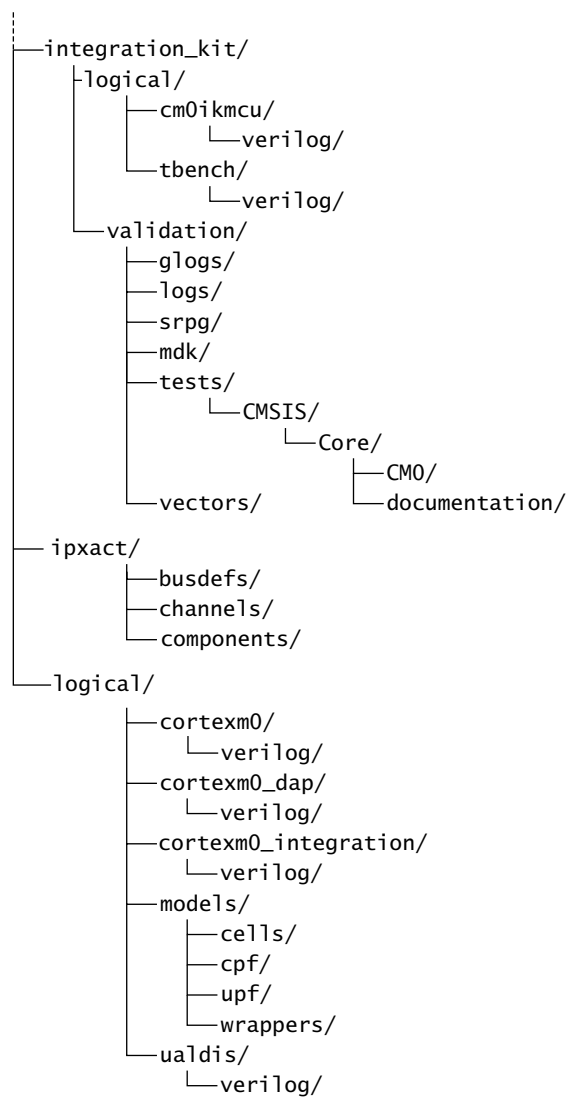 integration_kit/
logical/
cm0ikmcu/
verilog/
tbench/
verilog/
validation/
glogs/
logs/
srpg/
mdk/
tests/
CMSIS/
Core/
CM0/
vectors/ documentation/
ipxact/
busdefs/
channels/
components/
logical/
cortexm0/
verilog/
cortexm0_dap/
verilog/
cortexm0_integration/
verilog/
models/
cells/
cpf/
upf/
wrappers/
ualdis/
verilog/